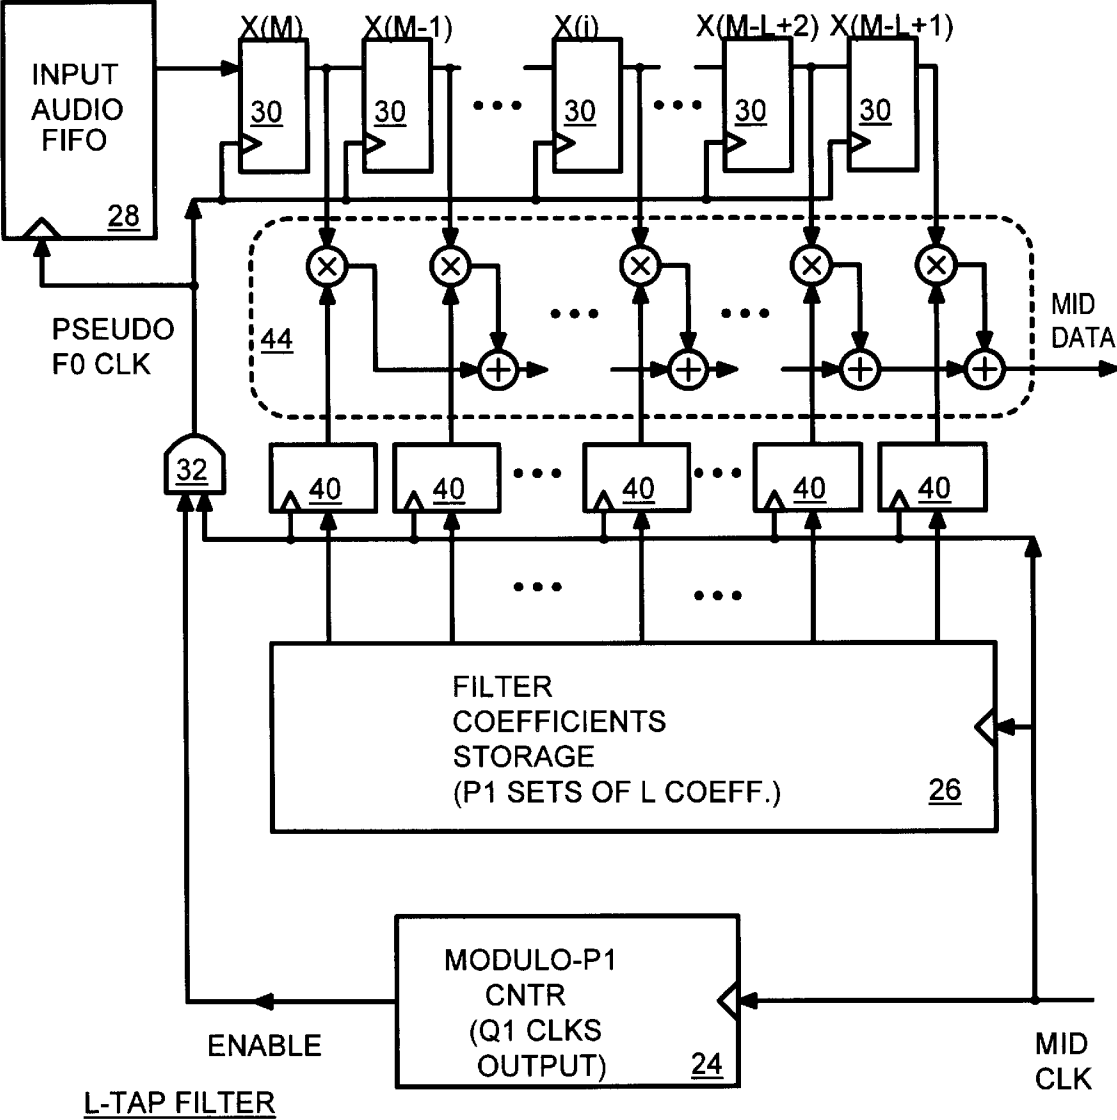 X(M) X(M-1) X(i) X(M-L+2) X(M-L+1)
INPUT
AUDIO
FIFO
28
30 30 30 30 30
PSEUDO
F0 CLK
44
MID
DATA
32
40 40 40 40 40
FILTER
COEFFICIENTS
STORAGE
(P1 SETS OF L COEFF.)
26
MODULO-P1
CNTR
(Q1 CLKS
OUTPUT)
24
ENABLE
MID
CLK
L-TAP FILTER